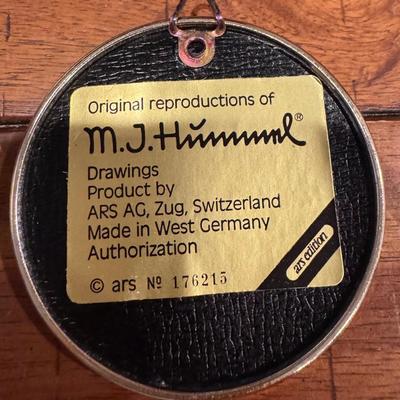 Original reproductions of
M.J.Hümmel®
Drawings
Product by
ARS AG, Zug, Switzerland
Made in West Germany
Authorization
ars edition
© ars Nº 176215